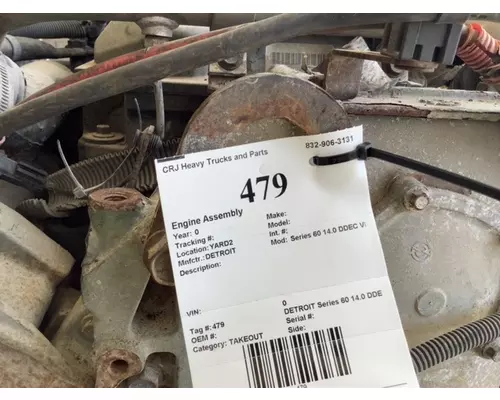 CRJ Heavy Trucks and Parts 832-906-3131
479
Engine Assembly
Year: 0 Make:
Tracking #: Model:
Location: YARD2 Int. #:
Mnfctr.: DETROIT Mod: Series 60 14.0 DDEC V
Description:
VIN: 0
DETROIT Series 60 14.0 DDE
Tag #: 479 Serial #:
OEM #: Side:
Category: TAKEOUT
479